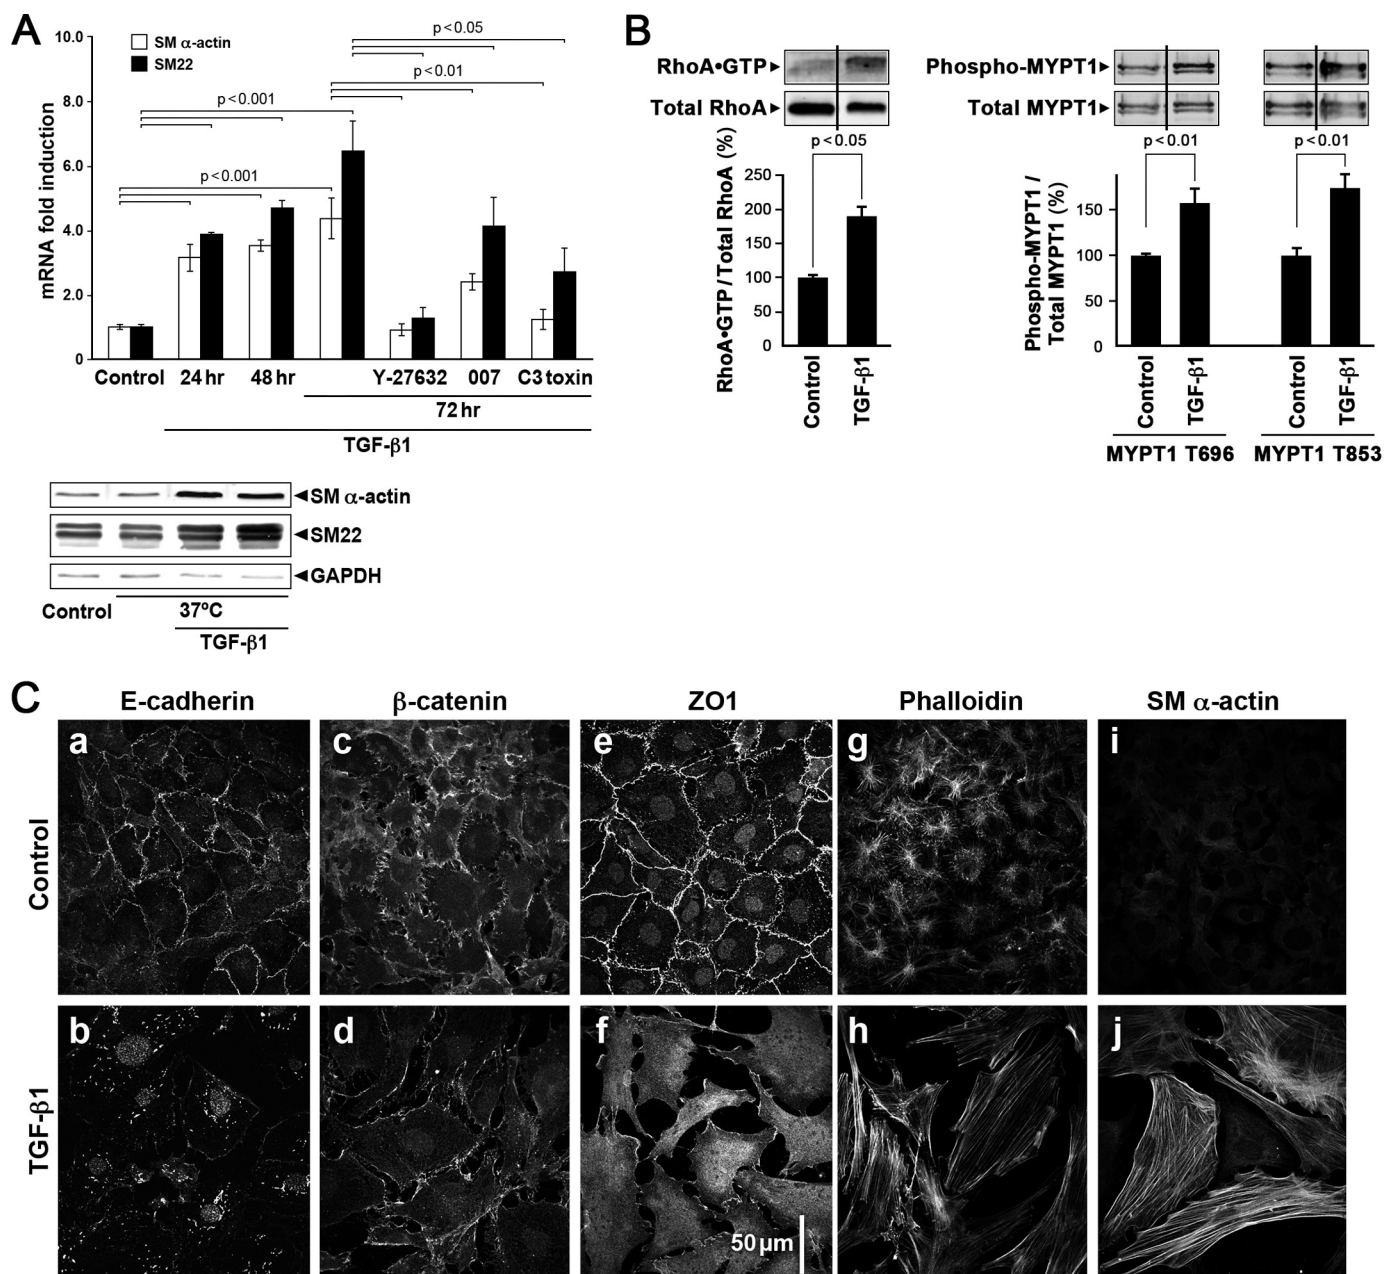 A
10.0
8.0
6.0
4.0
2.0
0
mRNA fold induction
SM α-actin
SM22
p < 0.05
p < 0.01
p < 0.001
p < 0.001
Control 24 hr 48 hr Y-27632 007 C3 toxin
72 hr
TGF-β1
SM α-actin
SM22
GAPDH
Control 37ºC
TGF-β1
B
RhoA•GTP
Total RhoA
p < 0.05
RhoA•GTP / Total RhoA (%)
250
200
150
100
50
0
Control TGF-β1
Phospho-MYPT1
Total MYPT1
p < 0.01 p < 0.01
Phospho-MYPT1 /
Total MYPT1 (%)
150
100
50
0
Control TGF-β1 Control TGF-β1
MYPT1 T696 MYPT1 T853
C
E-cadherin β-catenin ZO1 Phalloidin SM α-actin
Control
a c e g i
TGF-β1
b d f h j
50 µm